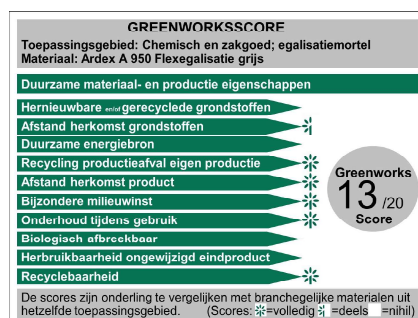 GREENWORKSSCORE
Toepassingsgebied: Chemisch en zakgoed; egalisatiemortel
Materiaal: Ardex A 950 Flexegalisatie grijs
Duurzame materiaal- en productie eigenschappen
Hernieuwbare en/of gerecyclede grondstoffen
Afstand herkomst grondstoffen
Duurzame energiebron
Recycling productieafval eigen productie
Afstand herkomst product
Bijzondere milieuwinst
Onderhoud tijdens gebruik
Biologisch afbreekbaar
Herbruikbaarheid ongewijzigd eindproduct
Recyclebaarheid
Greenworks
13 /20
Score
De scores zijn onderling te vergelijken met branchegelijke materialen uit
hetzelfde toepassingsgebied. (Scores: =volledig =deels =nihil)